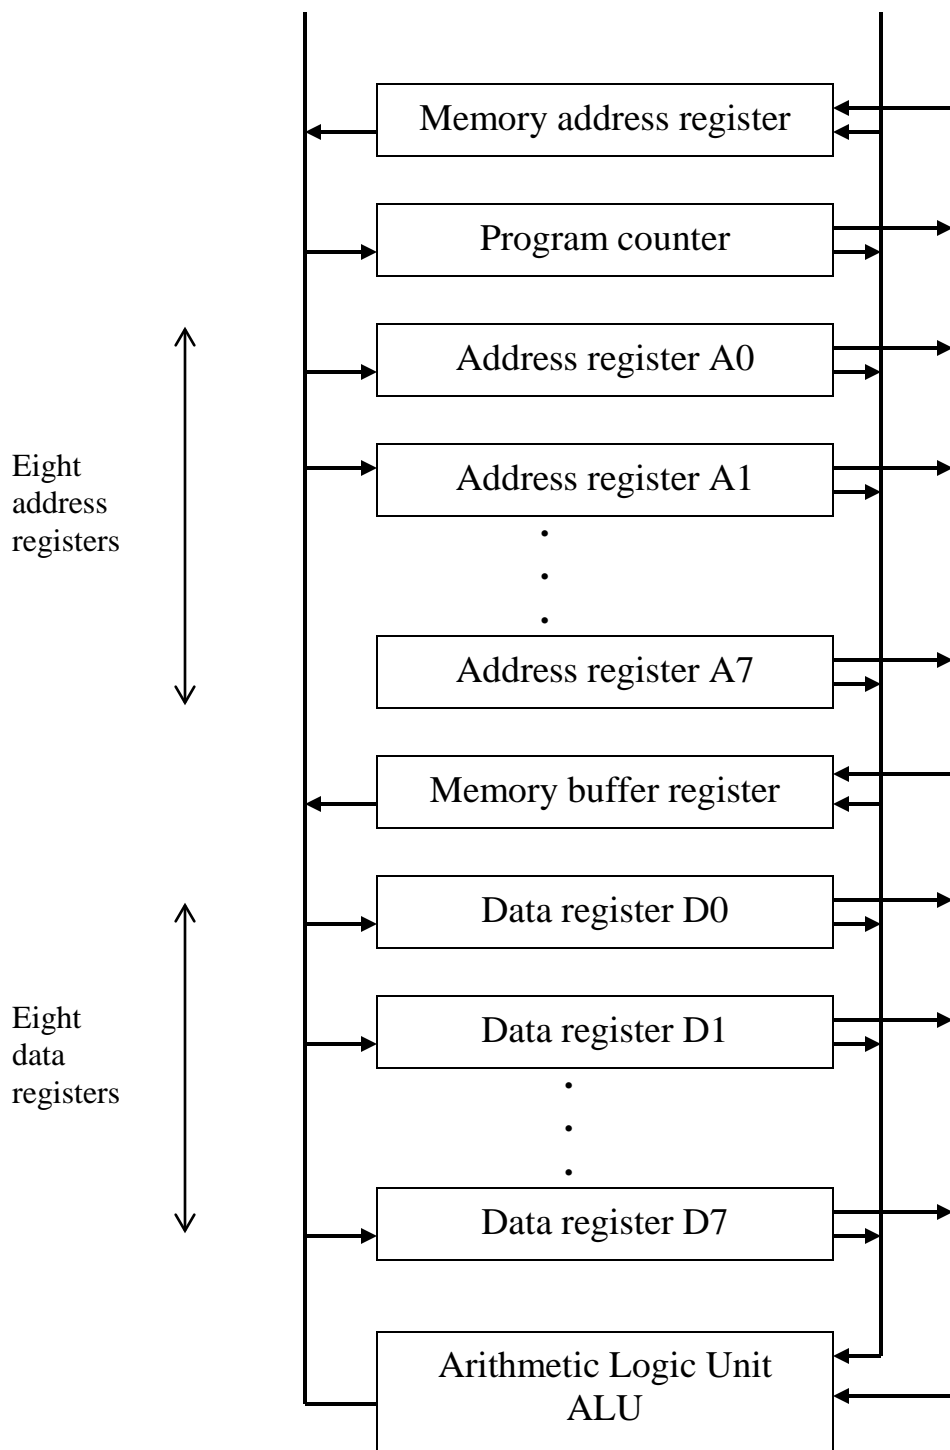 Memory address register
Program counter
Address register A0
Eight
address
registers
Address register A1
Address register A7
Memory buffer register
Data register D0
Eight
data
registers
Data register D1
Data register D7
Arithmetic Logic Unit
ALU